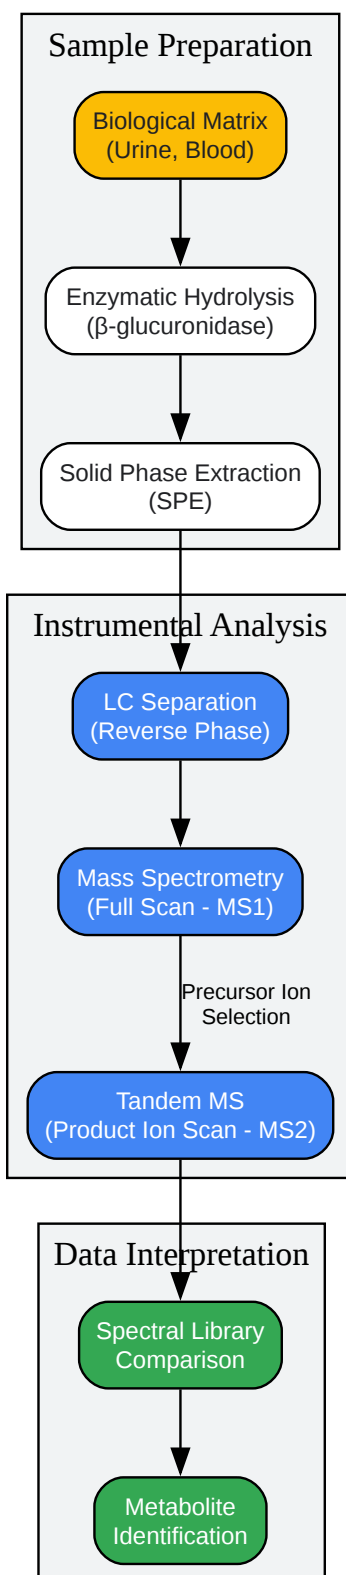 Sample Preparation
Biological Matrix
(Urine, Blood)
Enzymatic Hydrolysis
(β-glucuronidase)
Solid Phase Extraction
(SPE)
Instrumental Analysis
LC Separation
(Reverse Phase)
Mass Spectrometry
(Full Scan - MS1)
Precursor Ion
Selection
Tandem MS
(Product Ion Scan - MS2)
Data Interpretation
Spectral Library
Comparison
Metabolite
Identification